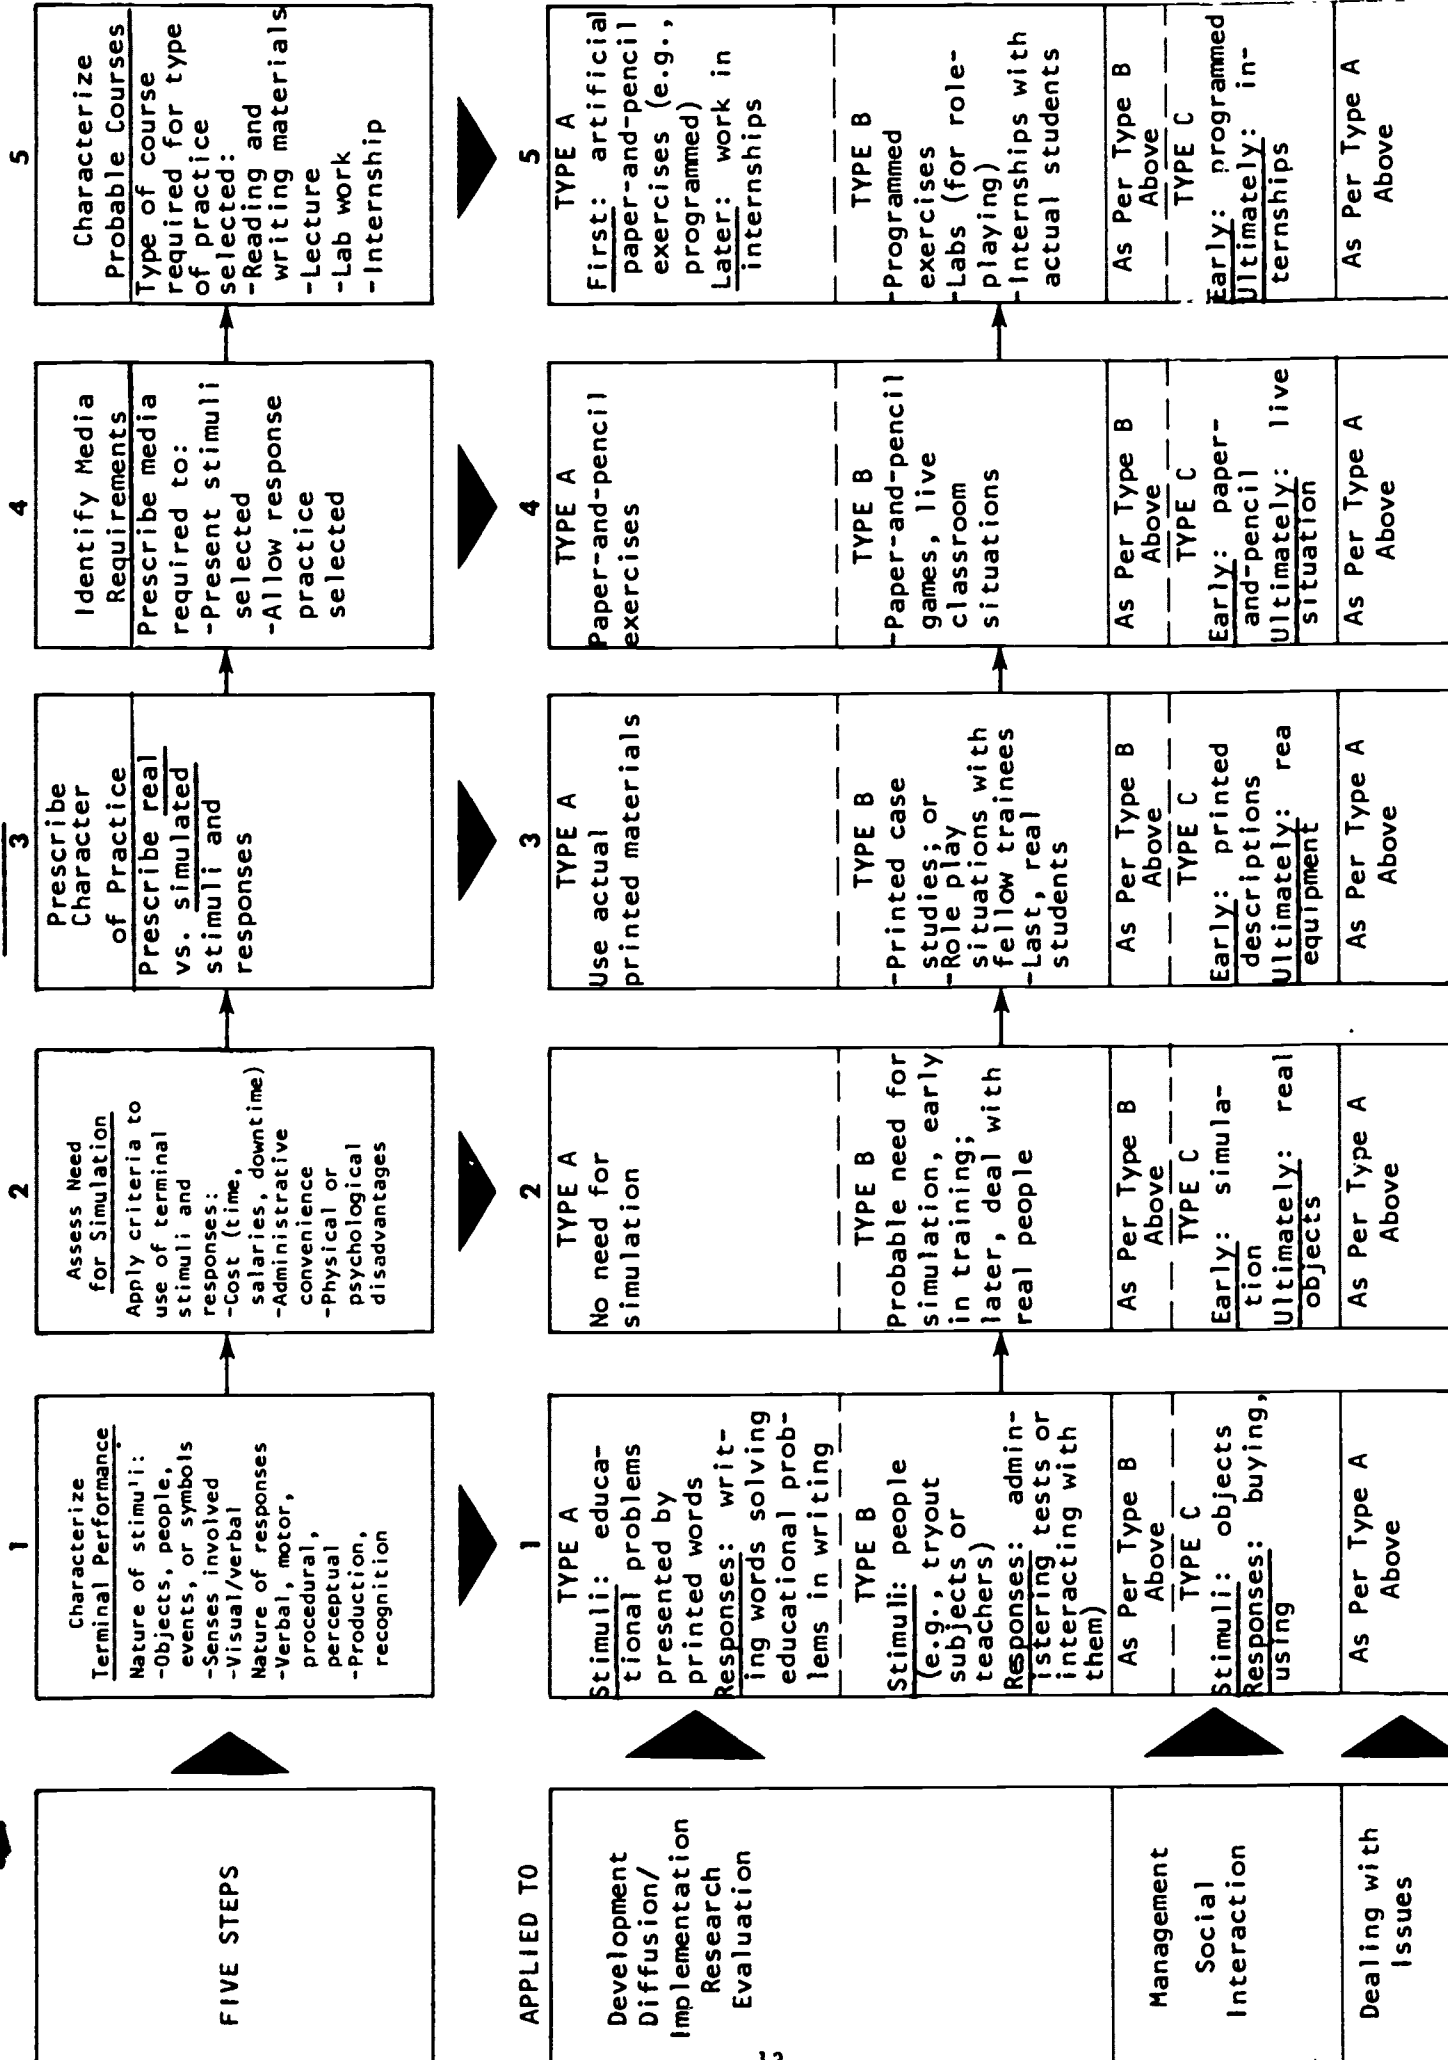 FIVE STEPS
1
Characterize
Terminal Performance
Nature of stimu'i:
-Objects, people,
events, or symbols
-Senses involved
-Visual/verbal
Nature of responses
-Verbal, motor,
procedural,
perceptual
-Production,
recognition
2
Assess Need
for Simulation
Apply criteria to
use of terminal
stimuli and
responses:
-Cost (time,
salaries, downtime)
-Administrative
convenience
-Physical or
psychological
disadvantages
3
Prescribe
Character
of Practice
Prescribe real
vs. simulated
stimuli and
responses
4
Identify Media
Requirements
Prescribe media
required to:
-Present stimuli
selected
-Allow response
practice
selected
5
Characterize
Probable Courses
Type of course
required for type
of practice
selected:
-Reading and
writing materials
-Lecture
-Lab work
-Internship
APPLIED TO
Development
Diffusion/
Implementation
Research
Evaluation
1
TYPE A
Stimuli: educa-
tional problems
presented by
printed words
Responses: writ-
ing words solving
educational prob-
lems in writing
TYPE B
Stimuli: people
(e.g., tryout
subjects or
teachers)
Responses: admin-
istering tests or
interacting with
them)
2
TYPE A
No need for
simulation
TYPE B
Probable need for
simulation, early
in training;
later, deal with
real people
3
TYPE A
Use actual
printed materials
TYPE B
-Printed case
studies; or
-Role play
situations with
fellow trainees
-Last, real
students
4
TYPE A
Paper-and-pencil
exercises
TYPE B
-Paper-and-pencil
games, live
classroom
situations
5
TYPE A
First: artificial
paper-and-pencil
exercises (e.g.,
programmed)
Later: work in
internships
TYPE B
-Programmed
exercises
-Labs (for role-
playing)
-Internships with
actual students
Management
Social
Interaction
As Per Type B
Above
TYPE C
Stimuli: objects
Responses: buying,
using
As Per Type B
Above
TYPE C
Early: simula-
tion
Ultimately: real
objects
As Per Type B
Above
TYPE C
Early: printed
descriptions
Ultimately: rea
equipment
As Per Type B
Above
TYPE C
Early: paper-
and-pencil
Ultimately: live
situation
As Per Type B
Above
TYPE C
Early: programmed
Ultimately: in-
ternships
Dealing with
Issues
As Per Type A
Above
As Per Type A
Above
As Per Type A
Above
As Per Type A
Above
As Per Type A
Above